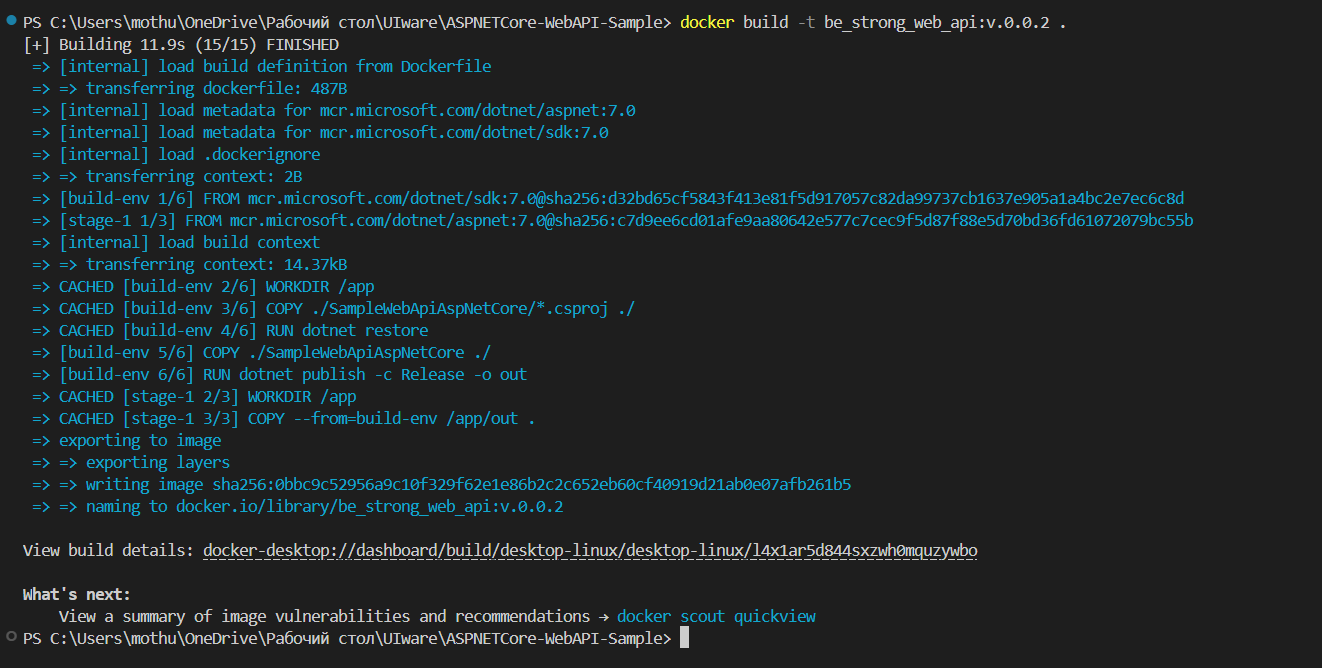 PS C:\Users\mothu\OneDrive\Рабочий стол\UIware\ASPNETCore-WebAPI-Sample> docker build -t be_strong_web_api:v.0.0.2 .
[+] Building 11.9s (15/15) FINISHED
=> [internal] load build definition from Dockerfile
=> => transferring dockerfile: 487B
=> [internal] load metadata for mcr.microsoft.com/dotnet/aspnet:7.0
=> [internal] load metadata for mcr.microsoft.com/dotnet/sdk:7.0
=> [internal] load .dockerignore
=> => transferring context: 2B
=> [build-env 1/6] FROM mcr.microsoft.com/dotnet/sdk:7.0@sha256:d32bd65cf5843f413e81f5d917057c82da99737cb1637e905a1a4bc2e7ec6c8d
=> [stage-1 1/3] FROM mcr.microsoft.com/dotnet/aspnet:7.0@sha256:c7d9ee6cd01afe9aa80642e577c7cec9f5d87f88e5d70bd36fd61072079bc55b
=> [internal] load build context
=> => transferring context: 14.37kB
=> CACHED [build-env 2/6] WORKDIR /app
=> CACHED [build-env 3/6] COPY ./SampleWebApiAspNetCore/*.csproj ./
=> CACHED [build-env 4/6] RUN dotnet restore
=> [build-env 5/6] COPY ./SampleWebApiAspNetCore ./
=> [build-env 6/6] RUN dotnet publish -c Release -o out
=> CACHED [stage-1 2/3] WORKDIR /app
=> CACHED [stage-1 3/3] COPY --from=build-env /app/out .
=> exporting to image
=> => exporting layers
=> => writing image sha256:0bbc9c52956a9c10f329f62e1e86b2c2c652eb60cf40919d21ab0e07afb261b5
=> => naming to docker.io/library/be_strong_web_api:v.0.0.2
View build details: docker-desktop://dashboard/build/desktop-linux/desktop-linux/l4x1ar5d844sxzwh0mquzywbo
What's next:
View a summary of image vulnerabilities and recommendations → docker scout quickview
PS C:\Users\mothu\OneDrive\Рабочий стол\UIware\ASPNETCore-WebAPI-Sample>